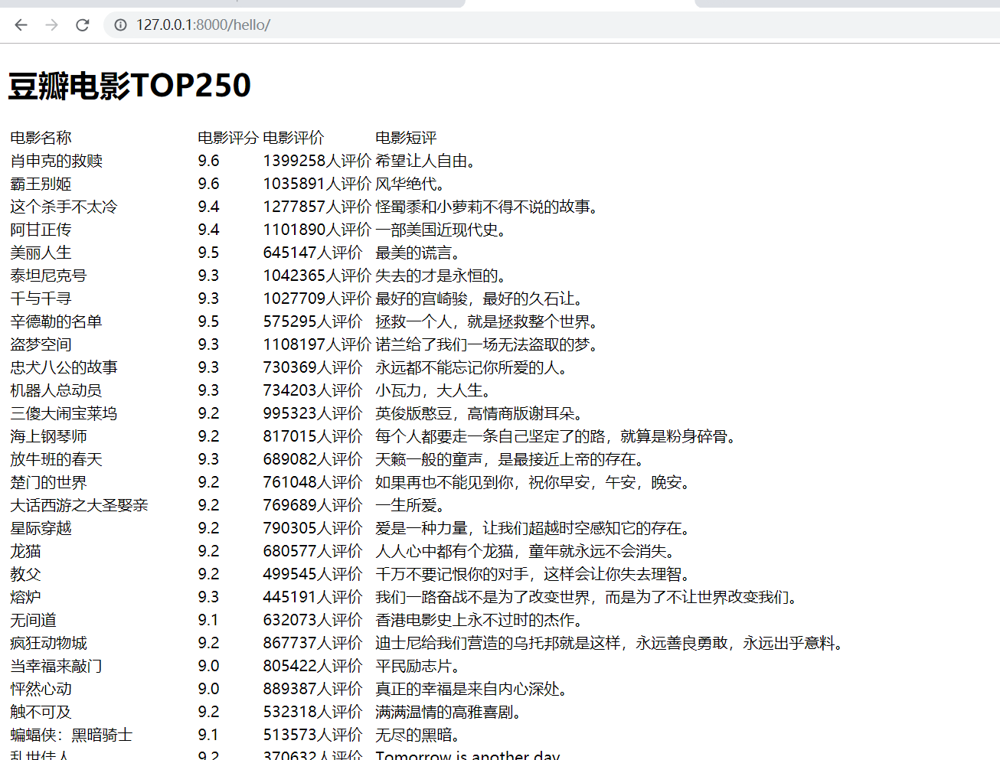 127.0.0.1:8000/hello/
豆瓣电影TOP250
电影名称 电影评分 电影评价 电影短评
肖申克的救赎 9.6 1399258人评价 希望让人自由。
霸王别姬 9.6 1035891人评价 风华绝代。
这个杀手不太冷 9.4 1277857人评价 怪蜀黍和小萝莉不得不说的故事。
阿甘正传 9.4 1101890人评价 一部美国近现代史。
美丽人生 9.5 645147人评价 最美的谎言。
泰坦尼克号 9.3 1042365人评价 失去的才是永恒的。
千与千寻 9.3 1027709人评价 最好的宫崎骏，最好的久石让。
辛德勒的名单 9.5 575295人评价 拯救一个人，就是拯救整个世界。
盗梦空间 9.3 1108197人评价 诺兰给了我们一场无法盗取的梦。
忠犬八公的故事 9.3 730369人评价 永远都不能忘记你所爱的人。
机器人总动员 9.3 734203人评价 小瓦力，大人生。
三傻大闹宝莱坞 9.2 995323人评价 英俊版憨豆，高情商版谢耳朵。
海上钢琴师 9.2 817015人评价 每个人都要走一条自己坚定了的路，就算是粉身碎骨。
放牛班的春天 9.3 689082人评价 天籁一般的童声，是最接近上帝的存在。
楚门的世界 9.2 761048人评价 如果再也不能见到你，祝你早安，午安，晚安。
大话西游之大圣娶亲 9.2 769689人评价 一生所爱。
星际穿越 9.2 790305人评价 爱是一种力量，让我们超越时空感知它的存在。
龙猫 9.2 680577人评价 人人心中都有个龙猫，童年就永远不会消失。
教父 9.2 499545人评价 千万不要记恨你的对手，这样会让你失去理智。
熔炉 9.3 445191人评价 我们一路奋战不是为了改变世界，而是为了不让世界改变我们。
无间道 9.1 632073人评价 香港电影史上永不过时的杰作。
疯狂动物城 9.2 867737人评价 迪士尼给我们营造的乌托邦就是这样，永远善良勇敢，永远出乎意料。
当幸福来敲门 9.0 805422人评价 平民励志片。
怦然心动 9.0 889387人评价 真正的幸福是来自内心深处。
触不可及 9.2 532318人评价 满满温情的高雅喜剧。
蝙蝠侠：黑暗骑士 9.1 513573人评价 无尽的黑暗。
乱世佳人 9.2 370632人评价 Tomorrow is another day.